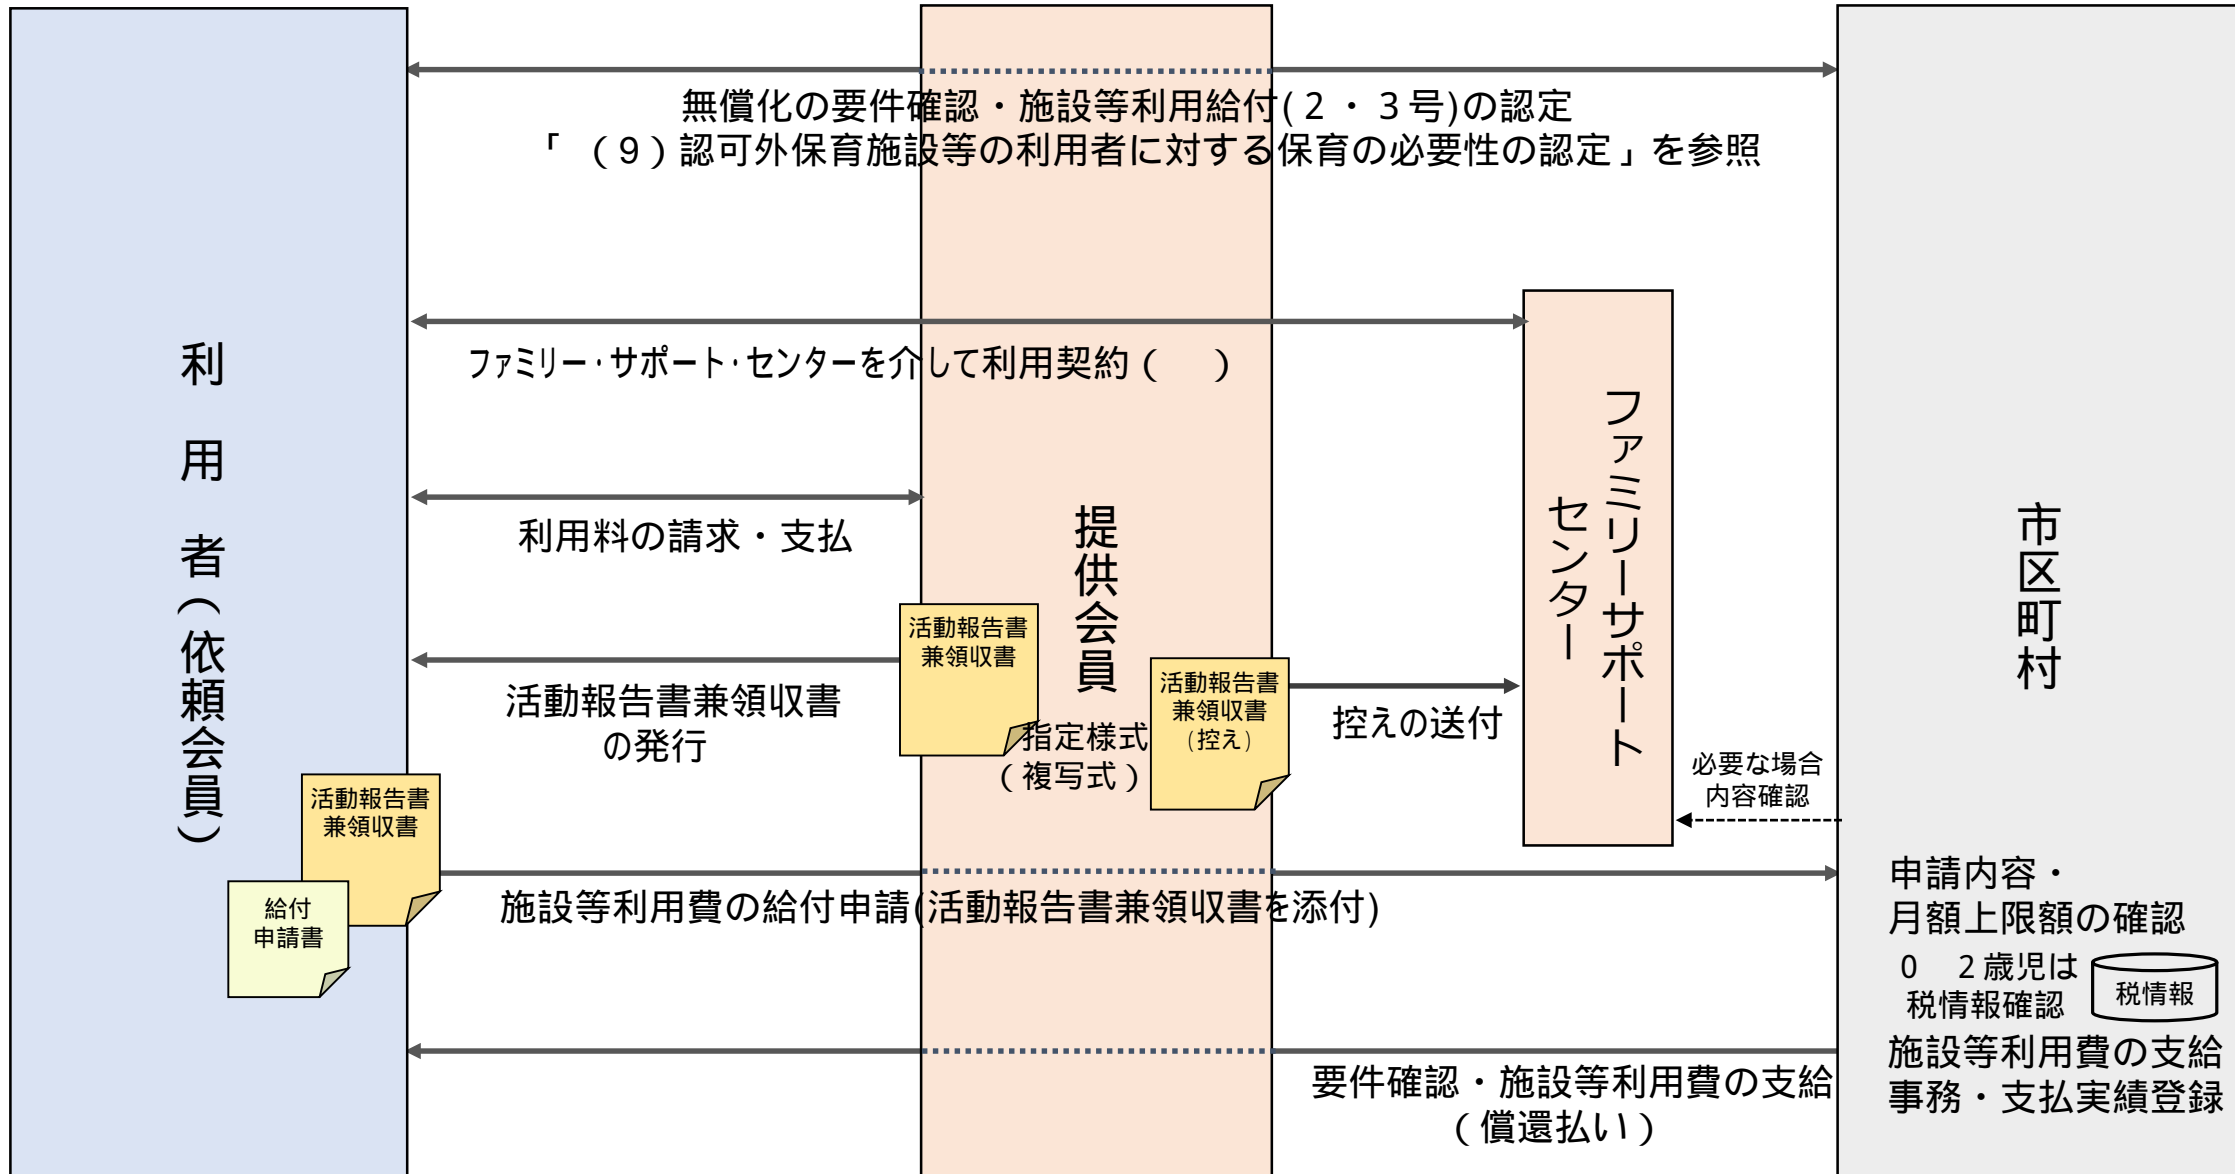 無償化の要件確認・施設等利用給付(２・３号)の認定
「 （９）認可外保育施設等の利用者に対する保育の必要性の認定」を参照
利用者（依頼会員）
ファミリー・サポート・センターを介して利用契約（　）
ファミリーサポート
センター
利用料の請求・支払
提供会員
市区町村
活動報告書
兼領収書
活動報告書兼領収書
の発行
指定様式
（複写式）
活動報告書
兼領収書
（控え）
控えの送付
必要な場合
内容確認
活動報告書
兼領収書
給付
申請書
施設等利用費の給付申請(活動報告書兼領収書を添付)
申請内容・
月額上限額の確認
０　２歳児は
税情報確認
税情報
施設等利用費の支給
事務・支払実績登録
要件確認・施設等利用費の支給
（償還払い）